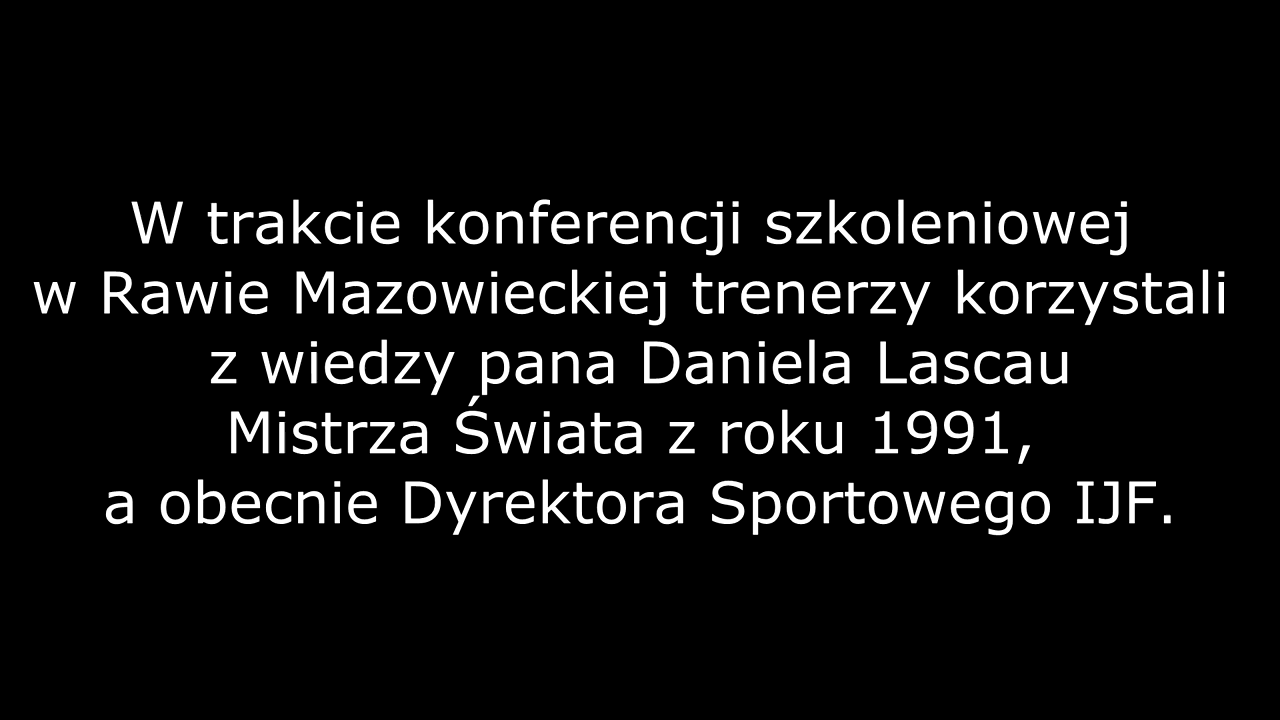 W trakcie konferencji szkoleniowej
w Rawie Mazowieckiej trenerzy korzystali
z wiedzy pana Daniela Lascau
Mistrza Świata z roku 1991,
a obecnie Dyrektora Sportowego IJF.